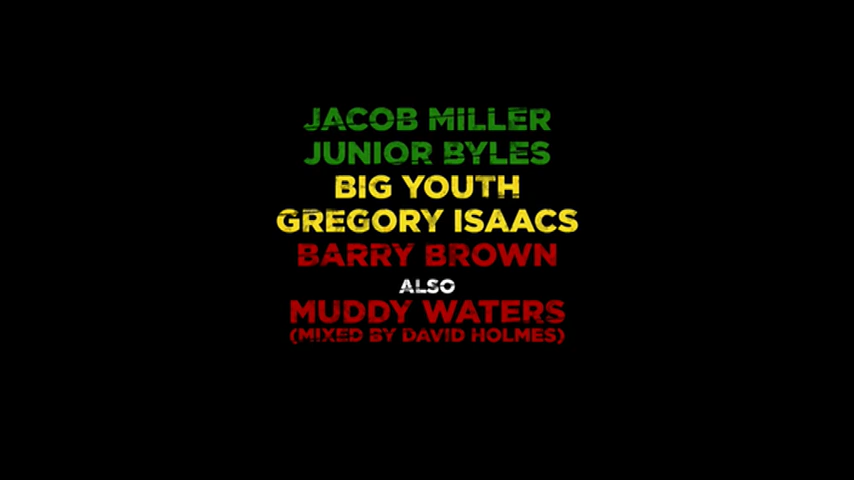 JACOB MILLER
JUNIOR BYLES
BIG YOUTH
GREGORY ISAACS
BARRY BROWN
ALSO
MUDDY WATERS
(MIXED BY DAVID HOLMES)